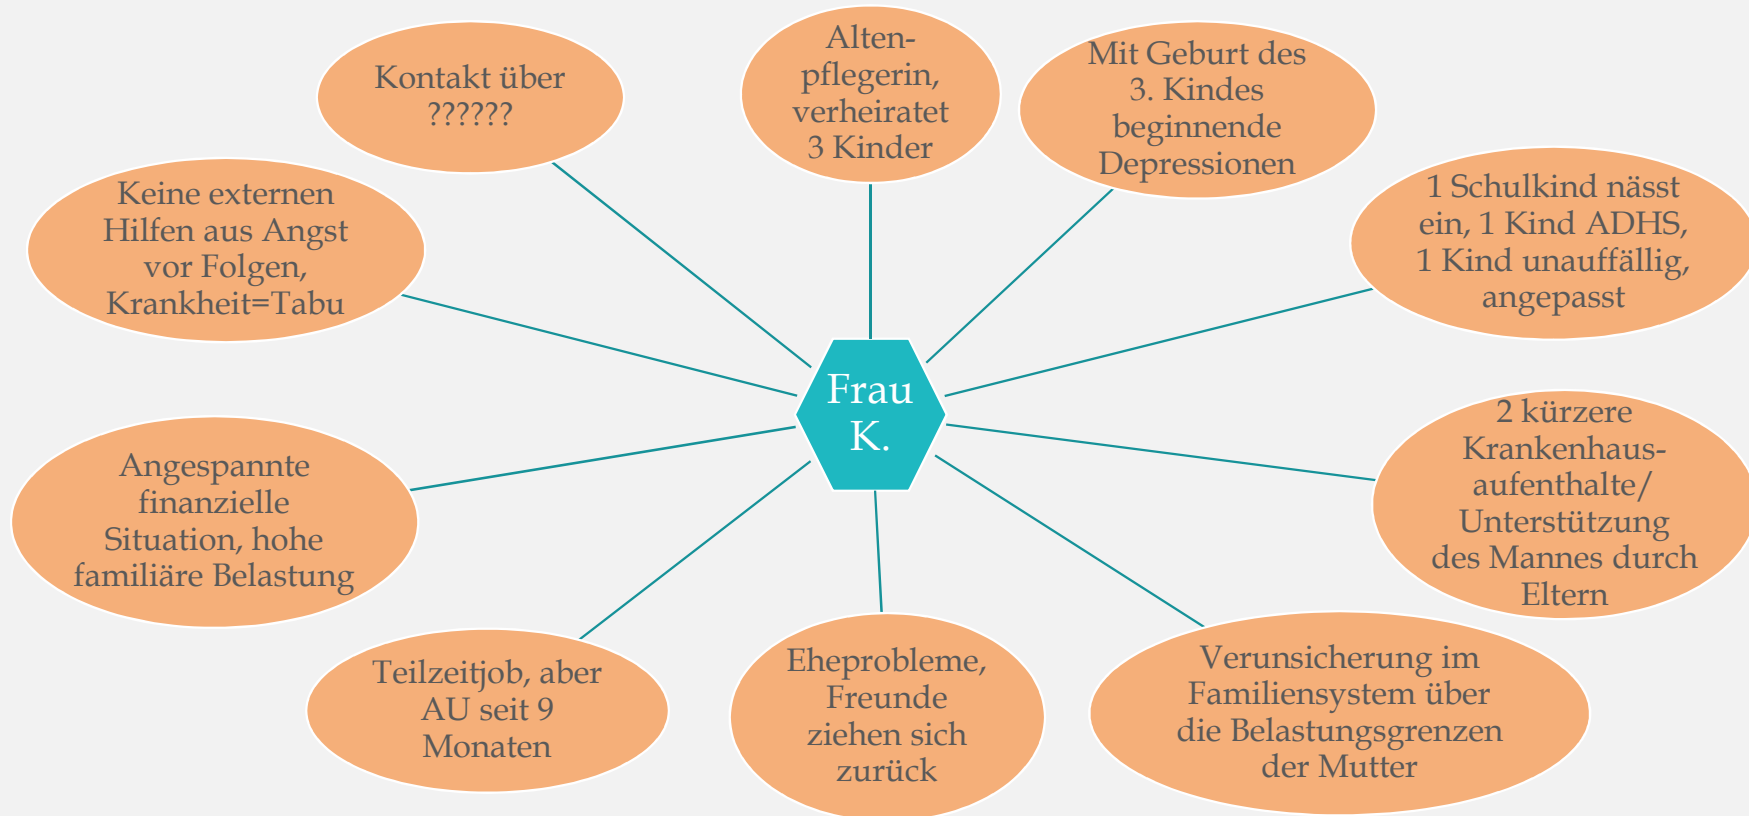 Frau
K.
Alten-
pflegerin,
verheiratet
3 Kinder
Mit Geburt des
3. Kindes
beginnende
Depressionen
1 Schulkind nässt
ein, 1 Kind ADHS,
1 Kind unauffällig,
angepasst
2 kürzere
Krankenhaus-
aufenthalte/
Unterstützung
des Mannes durch
Eltern
Verunsicherung im
Familiensystem über
die Belastungsgrenzen
der Mutter
Eheprobleme,
Freunde
ziehen sich
zurück
Teilzeitjob, aber
AU seit 9
Monaten
Angespannte
finanzielle
Situation, hohe
familiäre Belastung
Keine externen
Hilfen aus Angst
vor Folgen,
Krankheit=Tabu
Kontakt über
??????